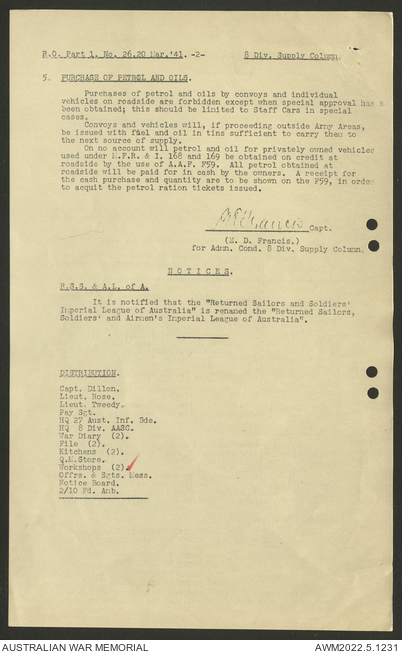 R.O. Part 1. No. 26. 20 Mar. '41. -2- 8 Div. Supply Column.
5. PURCHASE OF PETROL AND OILS.
Purchases of petrol and oils by convoys and individual
vehicles on roadside are forbidden except when special approval has
been obtained; this should be limited to Staff Cars in special
cases.
Convoys and vehicles will, if proceeding outside Army Areas,
be issued with fuel and oil in tins sufficient to carry them to
the next source of supply.
On no account will petrol and oil for privately owned vehicles
used under M.F.R. & I. 168 and 169 be obtained on credit at
roadside by the use of A.A.F. F59. All petrol obtained at
roadside will be paid for in cash by the owners. A receipt for
the cash purchase and quantity are to be shown on the F59, in order
to acquit the petrol ration tickets issued.
Francis Capt.
(E. D. Francis.)
for Admn. Comd. 8 Div. Supply Column.
NOTICES.
R.S.S. & A.I.L. of A.
It is notified that the "Returned Sailors and Soldiers'
Imperial League of Australia" is renamed the "Returned Sailors,
Soldiers' and Airmen's Imperial League of Australia".
DISTRIBUTION.
Capt. Dillon.
Lieut. Rose.
Lieut. Tweedy.
Pay Sgt.
HQ 27 Aust. Inf. Bde.
HQ 8 Div. AASC.
War Diary (2).
File (2).
Kitchens (2).
Q.M.Store.
Workshops (2).
Offrs. & Sgts. Mess.
Notice Board.
2/10 Fd. Amb.
AUSTRALIAN WAR MEMORIAL AWM2022.5.1231